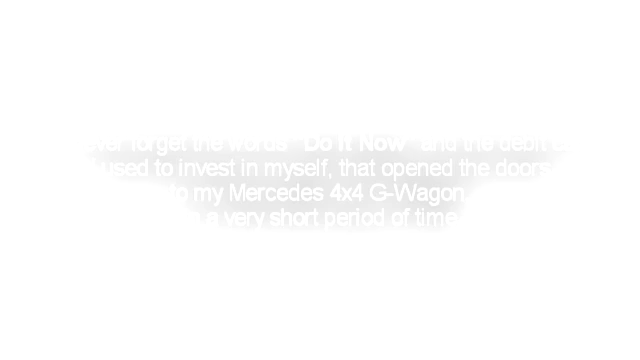 forget the words "Do It Now" and the debit
used to invest in myself, that opened the doors
to my Mercedes 4x4 G-Wagon
a very short period of time